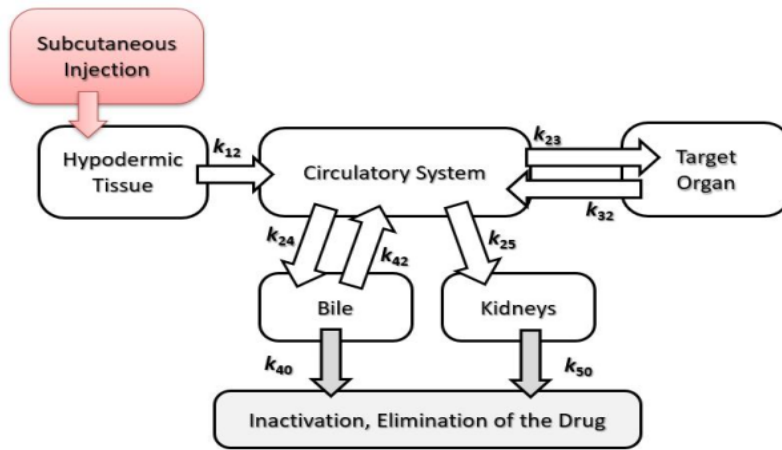 Subcutaneous
Injection
Hypodermic
Tissue
k12
Circulatory System
k23
k32
Target
Organ
k24
k42
k25
Bile
Kidneys
k40
k50
Inactivation, Elimination of the Drug